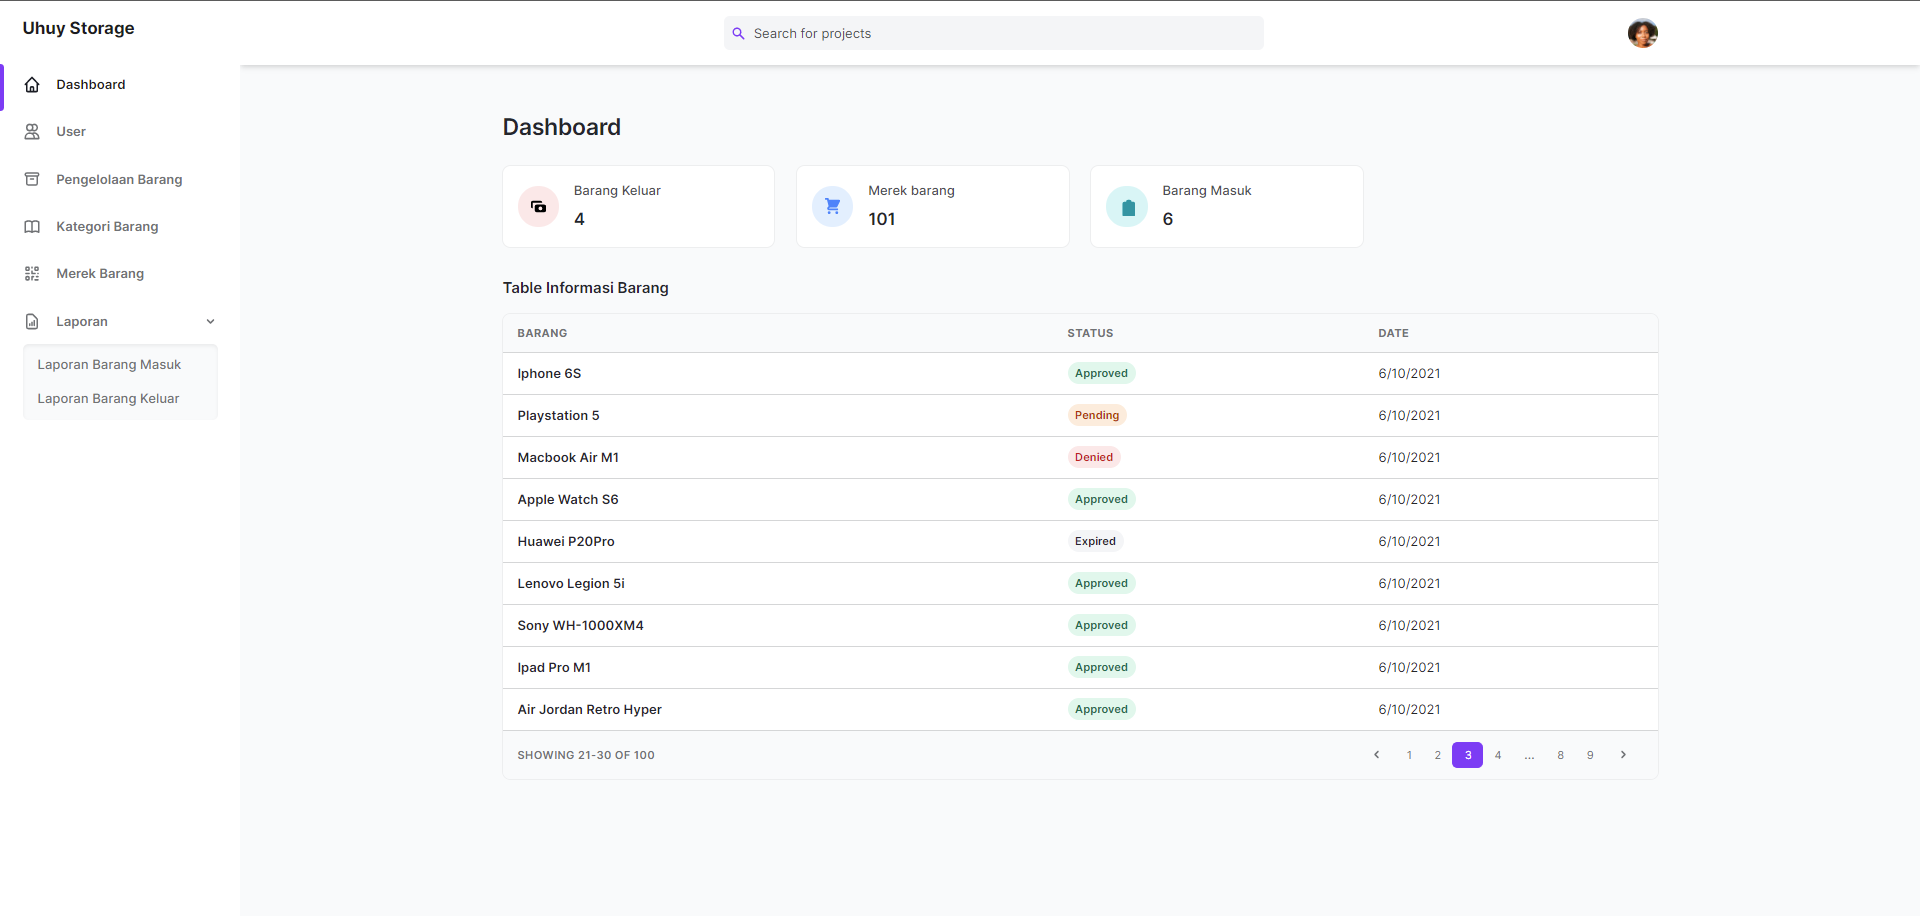 Uhuy Storage
Search for projects
Dashboard
User
Pengelolaan Barang
Kategori Barang
Merek Barang
Laporan
Laporan Barang Masuk
Laporan Barang Keluar
Dashboard
Barang Keluar
4
Merek barang
101
Barang Masuk
6
Table Informasi Barang
BARANG STATUS DATE
Iphone 6S Approved 6/10/2021
Playstation 5 Pending 6/10/2021
Macbook Air M1 Denied 6/10/2021
Apple Watch S6 Approved 6/10/2021
Huawei P20Pro Expired 6/10/2021
Lenovo Legion 5i Approved 6/10/2021
Sony WH-1000XM4 Approved 6/10/2021
Ipad Pro M1 Approved 6/10/2021
Air Jordan Retro Hyper Approved 6/10/2021
SHOWING 21-30 OF 100 1 2 3 4 ... 8 9